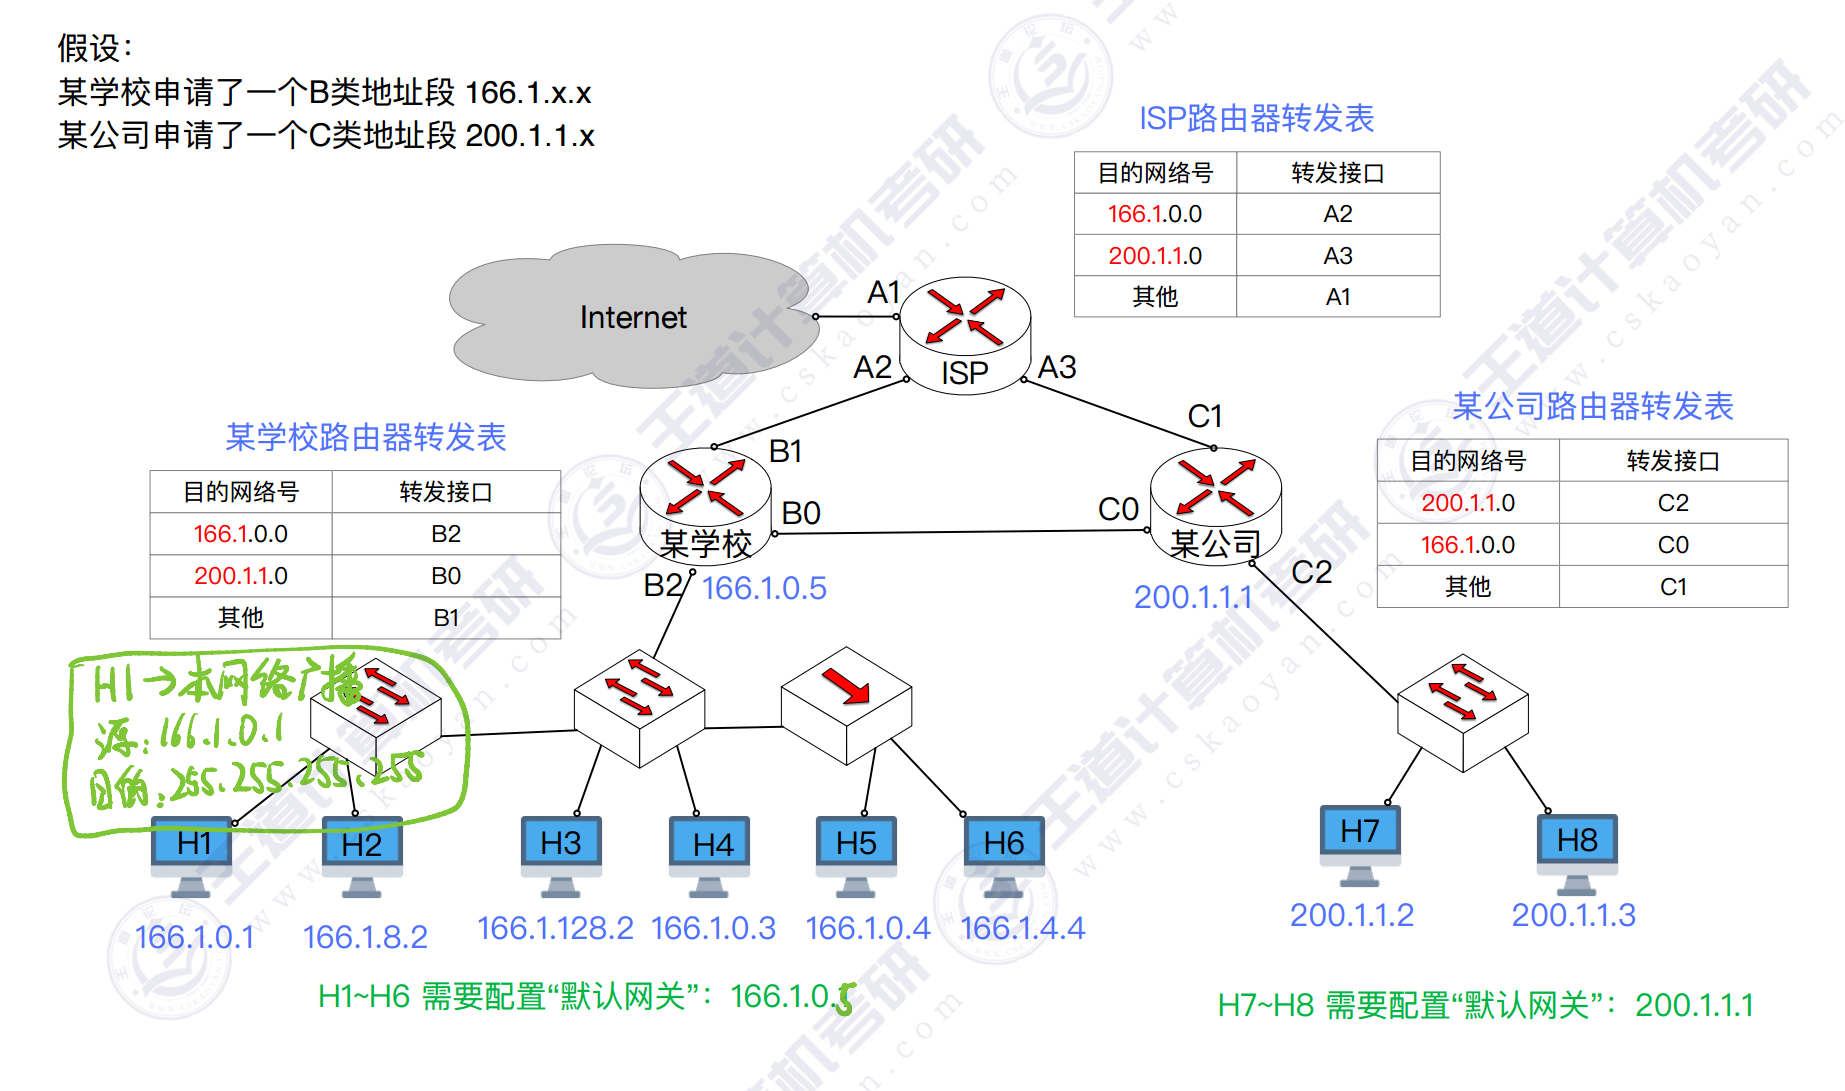 假设：
某学校申请了一个B类地址段 166.1.x.x
某公司申请了一个C类地址段 200.1.1.x
ISP路由器转发表
目的网络号 转发接口
166.1.0.0 A2
200.1.1.0 A3
其他 A1
Internet
A1
A2
ISP
A3
某学校路由器转发表
目的网络号 转发接口
166.1.0.0 B2
200.1.1.0 B0
其他 B1
某公司路由器转发表
目的网络号 转发接口
200.1.1.0 C2
166.1.0.0 C0
其他 C1
B1
B0
某学校
B2
166.1.0.5
C1
C0
某公司
C2
200.1.1.1
H1→本网络广播
源：166.1.0.1
目的：255.255.255.255
H1
H2
H3
H4
H5
H6
H7
H8
166.1.0.1
166.1.8.2
166.1.128.2
166.1.0.3
166.1.0.4
166.1.4.4
200.1.1.2
200.1.1.3
H1~H6 需要配置“默认网关”：166.1.0.5
H7~H8 需要配置“默认网关”：200.1.1.1
王道计算机考研
www.cskaoyan.com